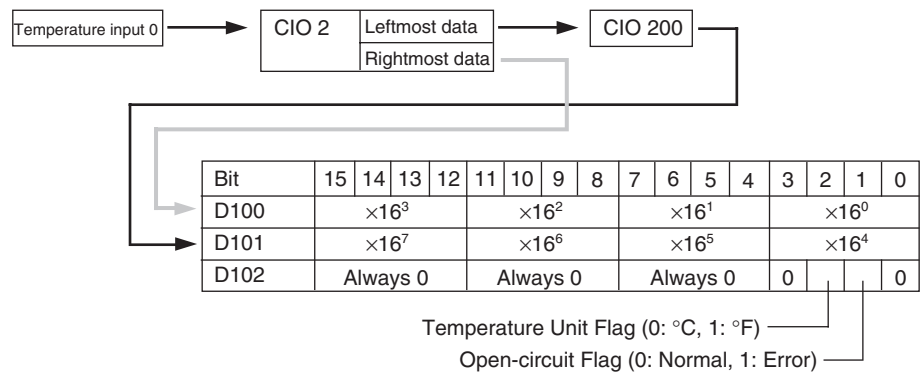 Temperature input 0
CIO 2
Leftmost data
Rightmost data
CIO 200
Bit 15 14 13 12 11 10 9 8 7 6 5 4 3 2 1 0
D100 ×16³ ×16² ×16¹ ×16⁰
D101 ×16⁷ ×16⁶ ×16⁵ ×16⁴
D102 Always 0 Always 0 Always 0 0 0
Temperature Unit Flag (0: °C, 1: °F)
Open-circuit Flag (0: Normal, 1: Error)